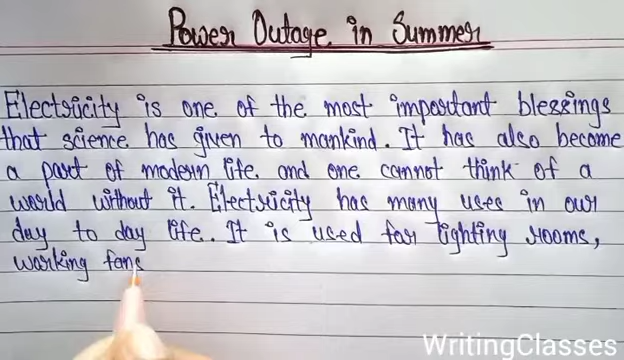 Power Outage in Summer
Electricity is one of the most important blessings
that science has given to mankind. It has also become
a part of modern life and one cannot think of a
world without it. Electricity has many uses in our
day to day life. It is used for lighting rooms,
working fans
WritingClasses